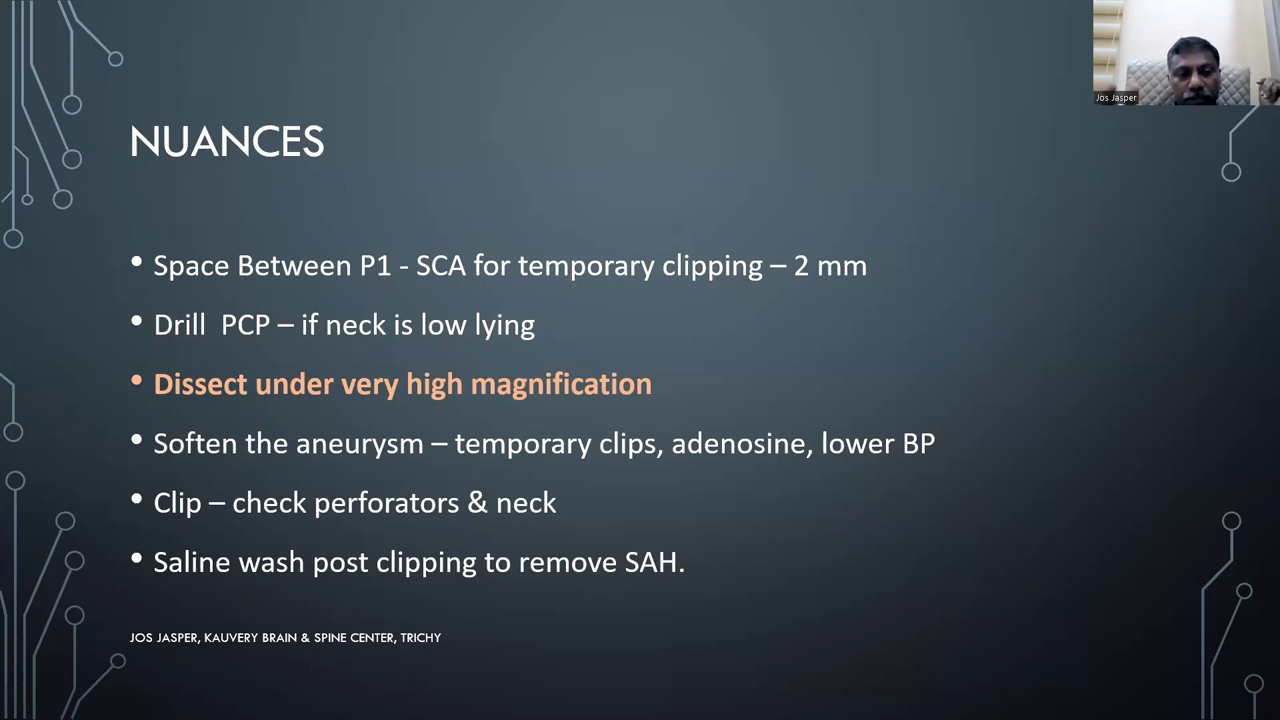 Jos Jasper
NUANCES
• Space Between P1 - SCA for temporary clipping – 2 mm
• Drill PCP – if neck is low lying
• Dissect under very high magnification
• Soften the aneurysm – temporary clips, adenosine, lower BP
• Clip – check perforators & neck
• Saline wash post clipping to remove SAH.
JOS JASPER, KAUVERY BRAIN & SPINE CENTER, TRICHY